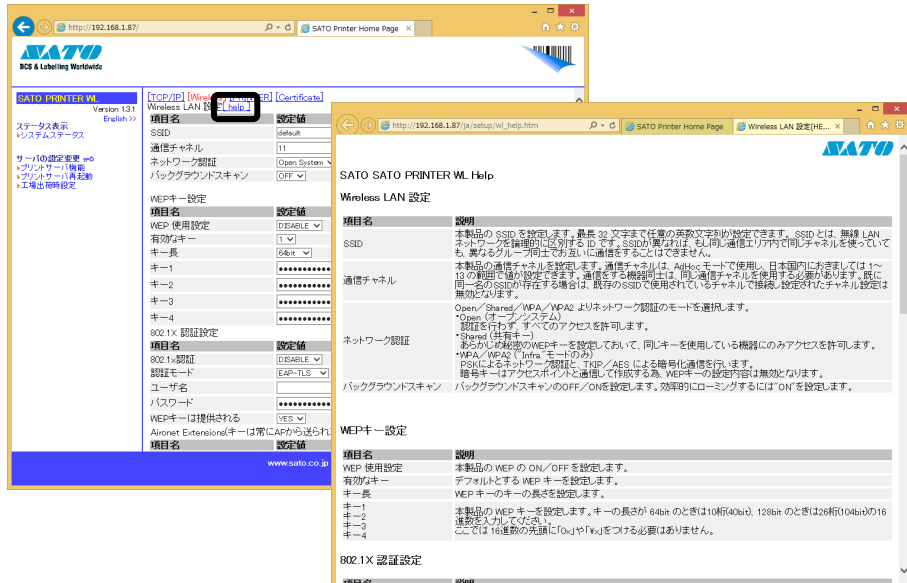 http://192.168.1.87/
SATO Printer Home Page
SATO
DCS & Labelling Worldwide
SATO PRINTER WL
Version 1.3.1
English >>
ステータス表示
システムステータス
サーバの設定変更
プリントサーバ機能
プリントサーバ再起動
工場出荷時設定
[TCP/IP] [Wirel ER] [Certificate]
Wireless LAN 設定[ help ]
項目名 設定値
SSID default
通信チャネル 11
ネットワーク認証 Open System
バックグラウンドスキャン OFF
WEPキー設定
項目名 設定値
WEP 使用設定 DISABLE
有効なキー 1
キー長 64bit
キー1 ●●●●●●●●●●
キー2 ●●●●●●●●●●
キー3 ●●●●●●●●●●
キー4 ●●●●●●●●●●
802.1X 認証設定
項目名 設定値
802.1x認証 DISABLE
認証モード EAP-TLS
ユーザ名
パスワード ●●●●●●●●●●
WEPキーは提供される YES
Aironet Extensions(キーは常にAPから送られ
項目名 設定値
www.sato.co.jp
http://192.168.1.87/ja/setup/wl_help.htm
SATO Printer Home Page
Wireless LAN 設定(HE...
SATO
SATO SATO PRINTER WL Help
Wireless LAN 設定
項目名 説明
SSID 本製品の SSID を設定します。最長 32 文字まで任意の英数文字列が設定できます。 SSID とは、無線 LAN
ネットワークを論理的に区別する ID です。SSIDが異なれば、もし同じ通信エリア内で同じチャネルを使っていて
も、異なるグループ同士でお互いに通信をすることはできません。
通信チャネル 本製品の通信チャネルを設定します。通信チャネルは、AdHoc モードで使用し、日本国内におきましては 1～
13 の範囲で値が設定できます。通信をする機器同士は、同じ通信チャネルを使用する必要があります。既に
同一名のSSIDが存在する場合は、既存のSSIDで使用されているチャネルで接続し設定されたチャネル設定は
無効となります。
ネットワーク認証 Open／Shared／WPA／WPA2 よりネットワーク認証のモードを選択します。
・Open (オープンシステム)
認証を行わず、すべてのアクセスを許可します。
・Shared (共有キー)
あらかじめ秘密のWEPキーを設定しておいて、同じキーを使用している機器にのみアクセスを許可します。
・WPA／WPA2 ("Infra."モードのみ)
PSKによるネットワーク認証と、TKIP／AES による暗号化通信を行います。
暗号キーはアクセスポイントと通信して作成する為、WEPキーの設定内容は無効となります。
バックグラウンドスキャン バックグラウンドスキャンのOFF／ONを設定します。効率的にローミングするには"ON"を設定します。
WEPキー設定
項目名 説明
WEP 使用設定 本製品の WEP の ON／OFF を設定します。
有効なキー デフォルトとする WEP キーを設定します。
キー長 WEP キーのキーの長さを設定します。
キー1
キー2
キー3
キー4
本製品の WEP キーを設定します。キーの長さが 64bit のときは10桁(40bit)、128bit のときは26桁(104bit)の16
進数を入力してください。
ここでは 16進数の先頭に「0x」や「¥x」をつける必要はありません。
802.1X 認証設定
項目名 説明